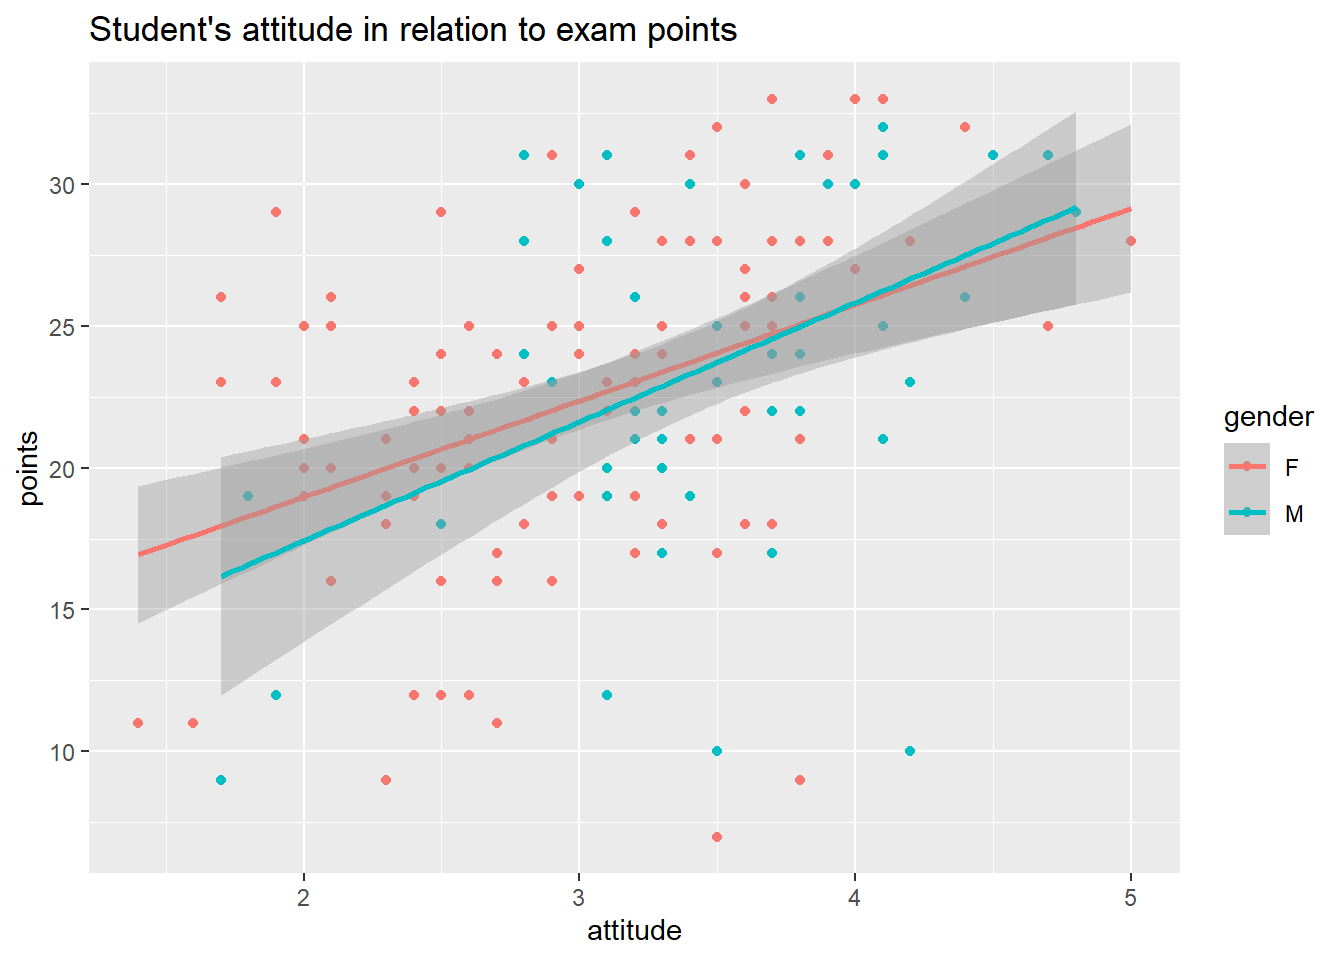 Student's attitude in relation to exam points
points
30
25
20
15
10
2 3 4 5
attitude
gender
F
M